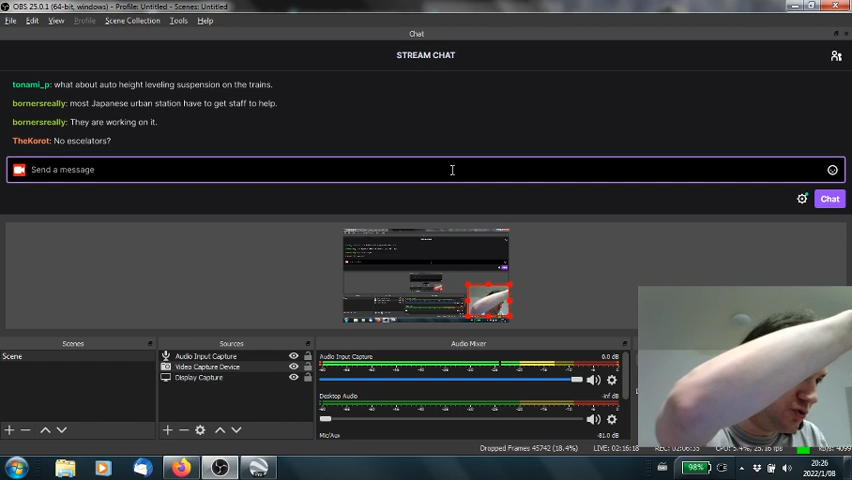 OBS 25.0.1 (64-bit, windows) - Profile: Untitled - Scenes: Untitled
File Edit View Profile Scene Collection Tools Help
Chat
STREAM CHAT
tonami_p: what about auto height leveling suspension on the trains.
bornersreally: most Japanese urban station have to get staff to help.
bornersreally: They are working on it.
TheKorot: No escelators?
Send a message
Chat
Scenes Sources Audio Mixer
Scene
Audio Input Capture
Video Capture Device
Display Capture
Audio Input Capture 0.0 dB
Desktop Audio -inf dB
Mic/Aux -81.0 dB
Dropped Frames 45742 (18.4%) LIVE: 02:16:18
98%
20:26
2022/1/08